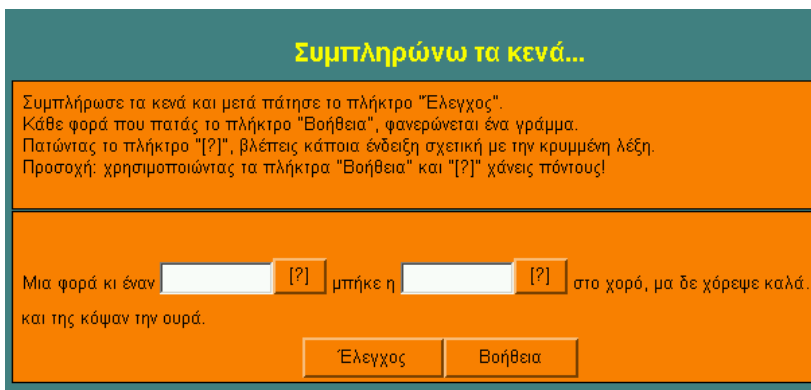 Συμπληρώνω τα κενά...
Συμπλήρωσε τα κενά και μετά πάτησε το πλήκτρο "Έλεγχος".
Κάθε φορά που πατάς το πλήκτρο "Βοήθεια", φανερώνεται ένα γράμμα.
Πατώντας το πλήκτρο "[?]", βλέπεις κάποια ένδειξη σχετική με την κρυμμένη λέξη.
Προσοχή: χρησιμοποιώντας τα πλήκτρα "Βοήθεια" και "[?]" χάνεις πόντους!
Μια φορά κι έναν [?] μπήκε η [?] στο χορό, μα δε χόρεψε καλά.
και της κόψαν την ουρά.
Έλεγχος Βοήθεια